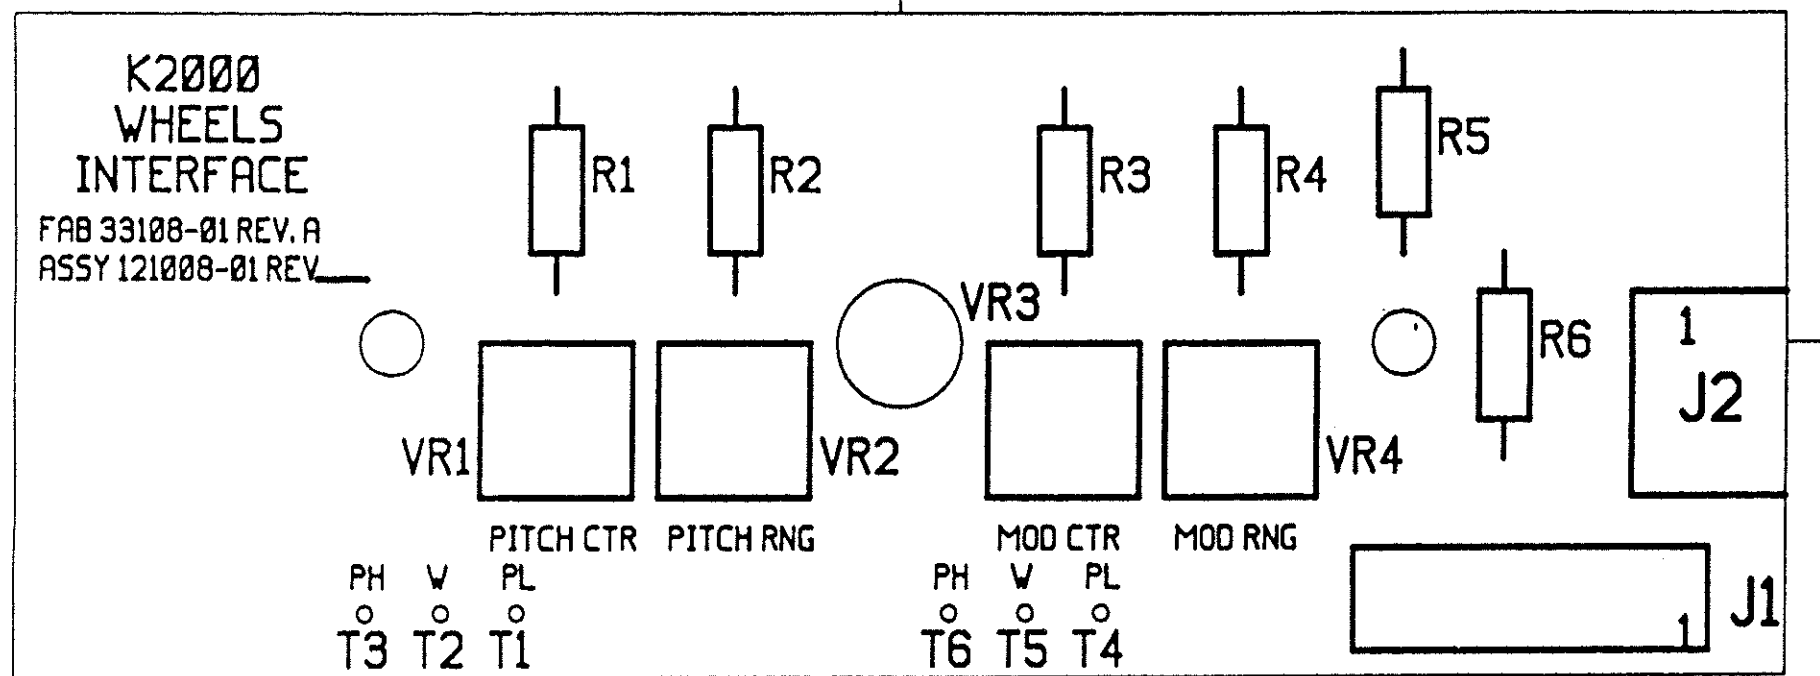 K2000
WHEELS
INTERFACE
FAB 33108-01 REV. A
ASSY 121008-01 REV__
R1
R2
R3
R4
R5
R6
VR3
1
J2
VR1
VR2
VR4
PITCH CTR
PITCH RNG
MOD CTR
MOD RNG
PH W PL
T3 T2 T1
PH W PL
T6 T5 T4
1
J1